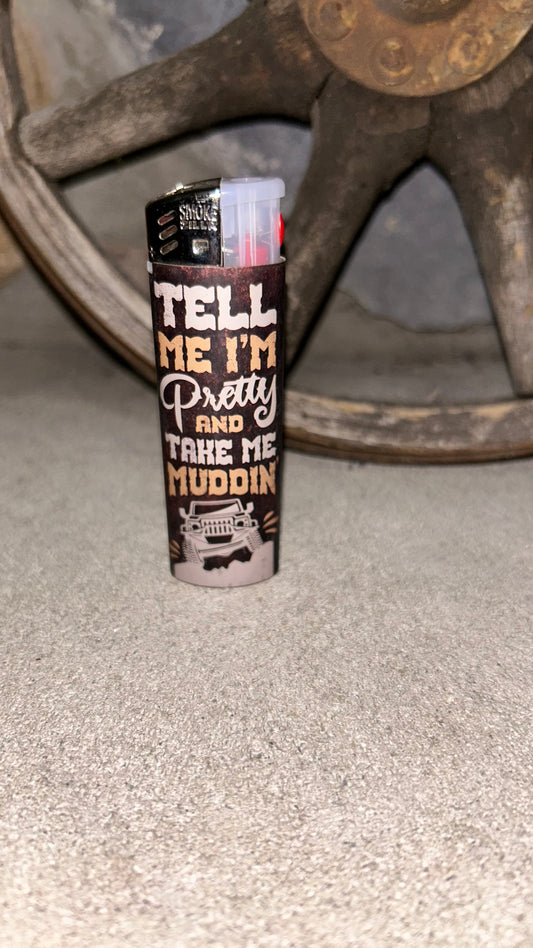 SMOKE
TELL
ME I'M
Pretty
AND
TAKE ME
MUDDIN'